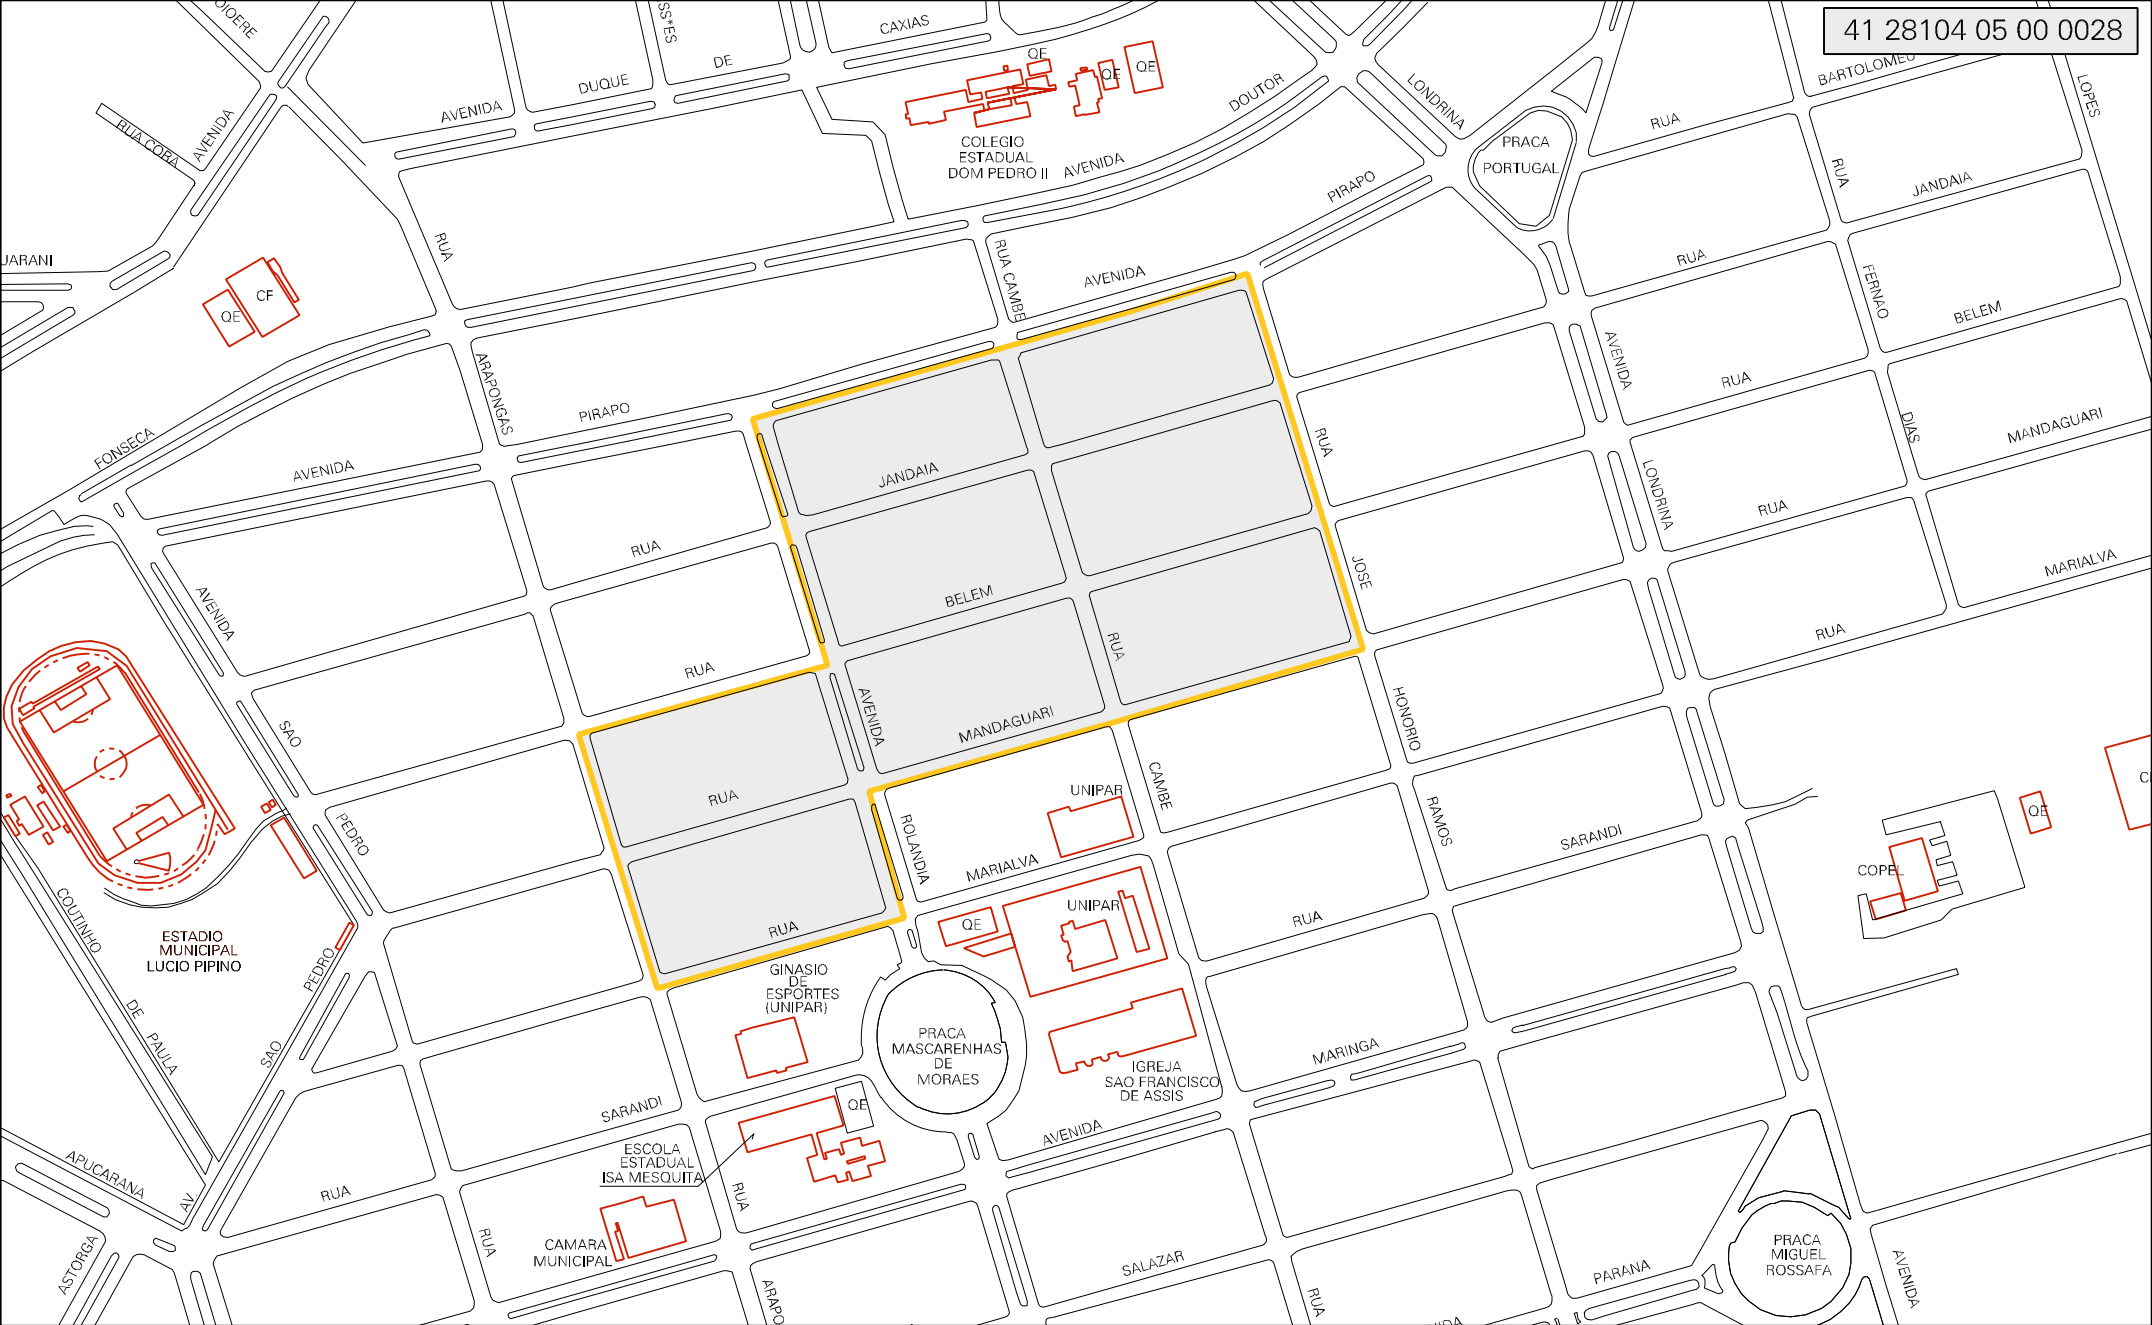 41 28104 05 00 0028
CAXIAS
DE
DUQUE
AVENIDA
AVENIDA
RUA CORA
QE
QE
QE
COLEGIO
ESTADUAL
DOM PEDRO II
AVENIDA
DOUTOR
LONDRINA
PRACA
PORTUGAL
PIRAPO
BARTOLOMEU
LOPES
RUA
RUA
JANDAIA
RUA
FERNAO
BELEM
RUA
DIAS
MANDAGUARI
RUA
MARIALVA
RUA
UARANI
CF
QE
RUA
RUA CAMBE
AVENIDA
ARAPONGAS
PIRAPO
FONSECA
AVENIDA
AVENIDA
LONDRINA
RUA
JOSE
HONORIO
RAMOS
JANDAIA
BELEM
MANDAGUARI
RUA
CAMBE
RUA
RUA
RUA
RUA
AVENIDA
ROLANDIA
AVENIDA
SAO
PEDRO
UNIPAR
MARIALVA
UNIPAR
QE
SARANDI
RUA
COPEL
QE
COUTINHO
DE
PAULA
ESTADIO
MUNICIPAL
LUCIO PIPINO
PEDRO
SAO
AV.
GINASIO
DE
ESPORTES
(UNIPAR)
PRACA
MASCARENHAS
DE
MORAES
IGREJA
SAO FRANCISCO
DE ASSIS
MARINGA
AVENIDA
SARANDI
QE
ESCOLA
ESTADUAL
ISA MESQUITA
RUA
RUA
RUA
APUCARANA
ASTORGA
CAMARA
MUNICIPAL
ARAPO
SALAZAR
RUA
PARANA
PRACA
MIGUEL
ROSSAFA
AVENIDA